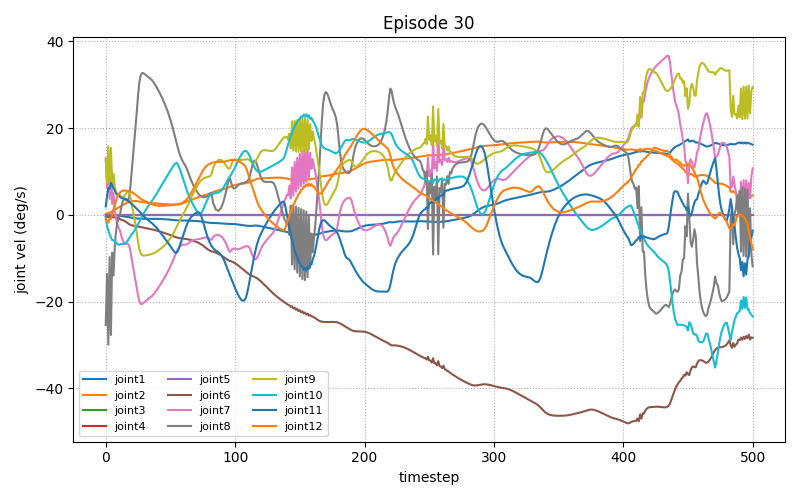 Episode 30
joint vel (deg/s)
40
20
0
−20
−40
joint1
joint2
joint3
joint4
joint5
joint6
joint7
joint8
joint9
joint10
joint11
joint12
0
100
200
300
400
500
timestep